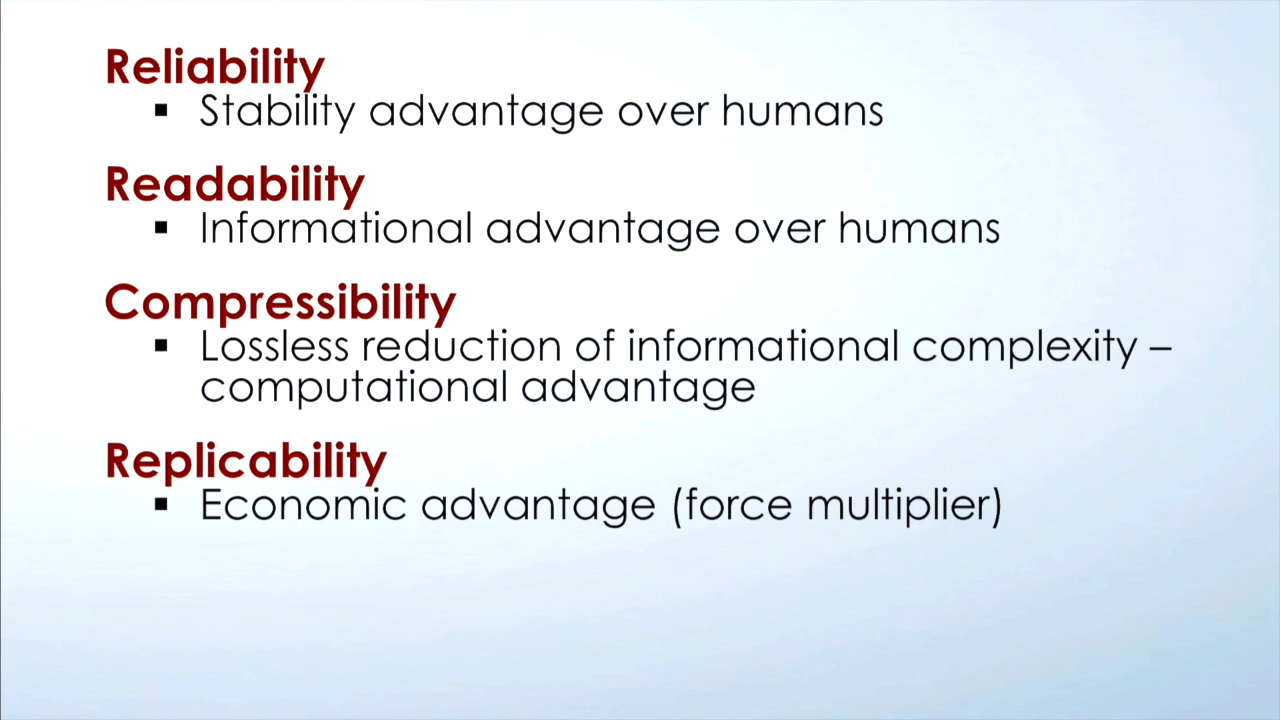 Reliability
▪ Stability advantage over humans
Readability
▪ Informational advantage over humans
Compressibility
▪ Lossless reduction of informational complexity –
computational advantage
Replicability
▪ Economic advantage (force multiplier)